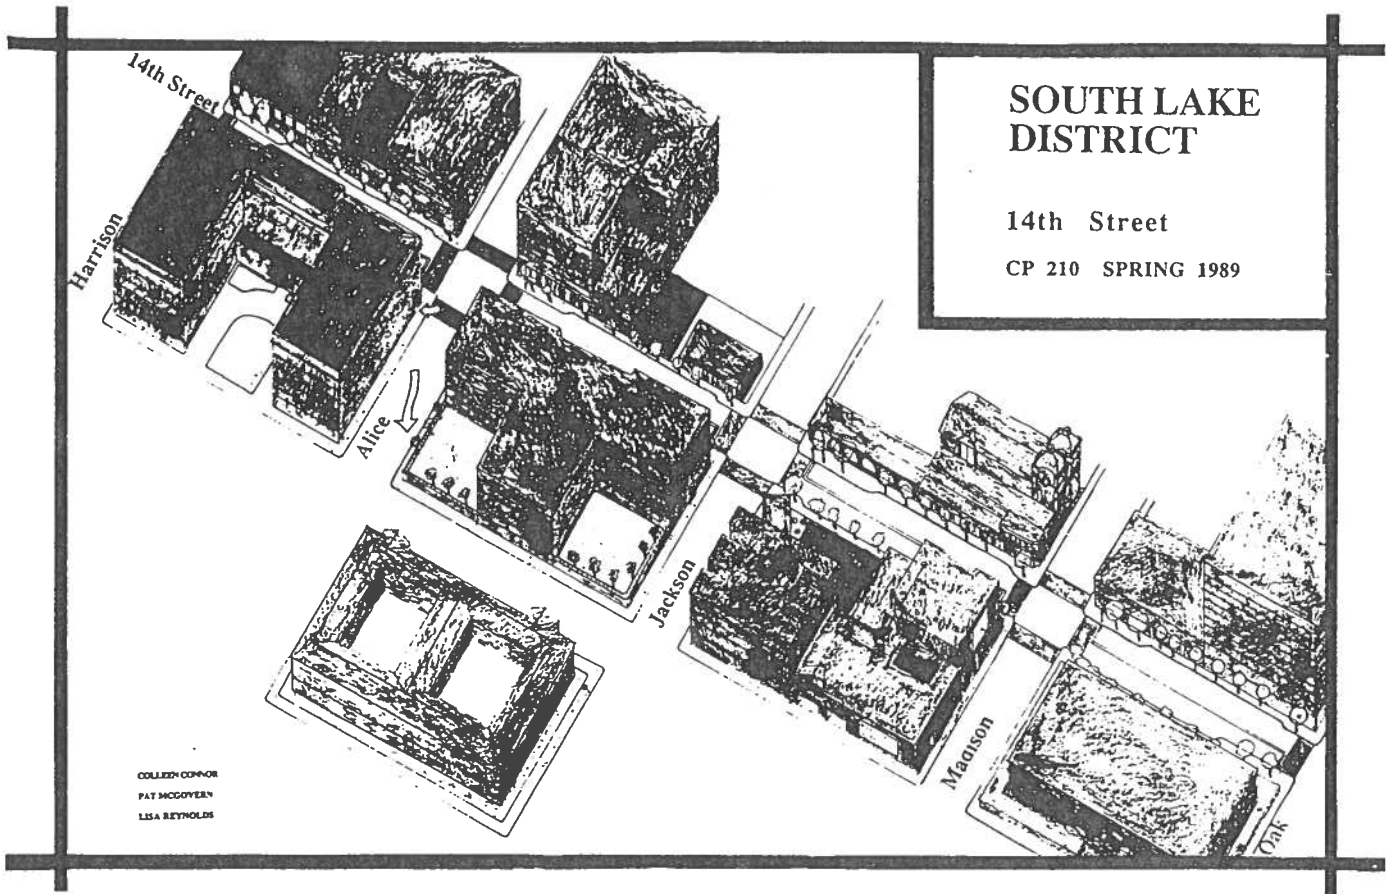 SOUTH LAKE
DISTRICT
14th Street
CP 210 SPRING 1989
14th Street
Harrison
Alice
Jackson
Madison
Oak
COLLEEN CONNOR
PAT MCGOVERN
LISA REYNOLDS